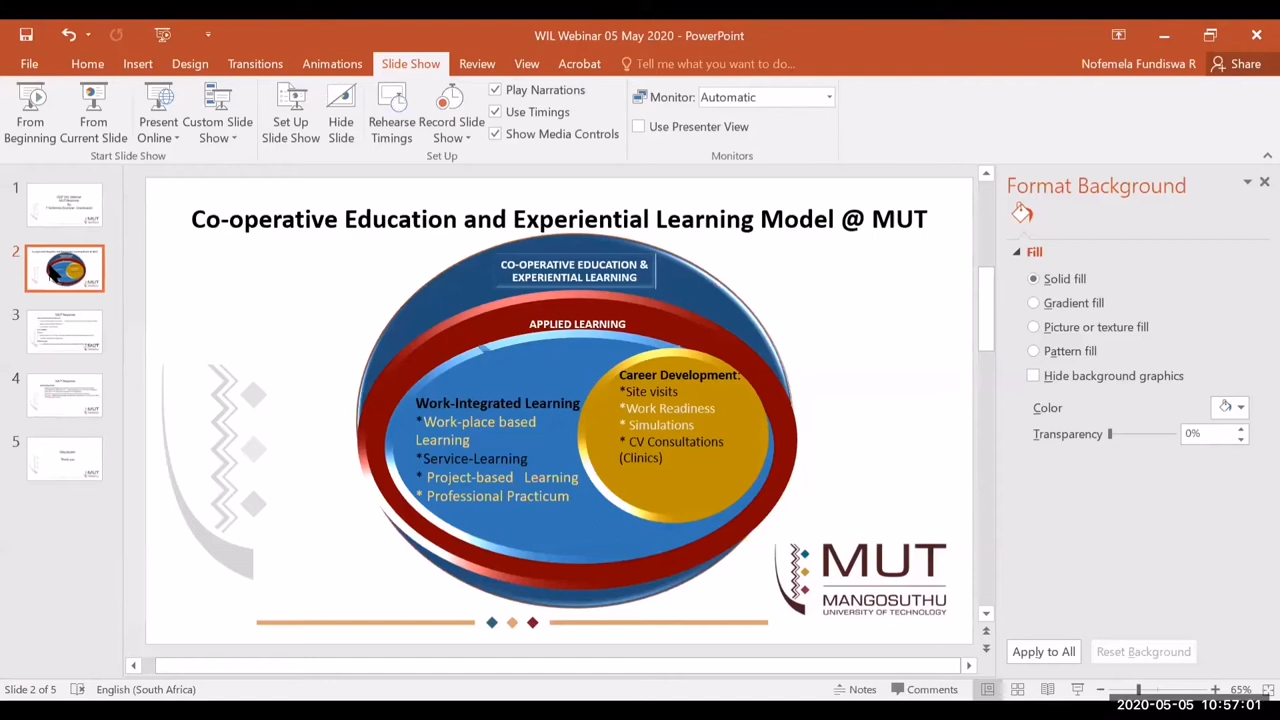 WIL Webinar 05 May 2020 - PowerPoint
File Home Insert Design Transitions Animations Slide Show Review View Acrobat Tell me what you want to do... Nofemela Fundiswa R Share
From Beginning
From Current Slide
Present Online
Custom Slide Show
Start Slide Show
Set Up Slide Show
Hide Slide
Rehearse Timings
Record Slide Show
Play Narrations
Use Timings
Show Media Controls
Set Up
Monitor: Automatic
Use Presenter View
Monitors
1
2
3
4
5
Co-operative Education and Experiential Learning Model @ MUT
CO-OPERATIVE EDUCATION &
EXPERIENTIAL LEARNING
APPLIED LEARNING
Work-Integrated Learning
*Work-place based
Learning
*Service-Learning
* Project-based Learning
* Professional Practicum
Career Development:
*Site visits
*Work Readiness
* Simulations
* CV Consultations
(Clinics)
MUT
MANGOSUTHU
UNIVERSITY OF TECHNOLOGY
Format Background
Fill
Solid fill
Gradient fill
Picture or texture fill
Pattern fill
Hide background graphics
Color
Transparency 0%
Apply to All Reset Background
Slide 2 of 5 English (South Africa) Notes Comments 65%
2020-05-05 10:57:01